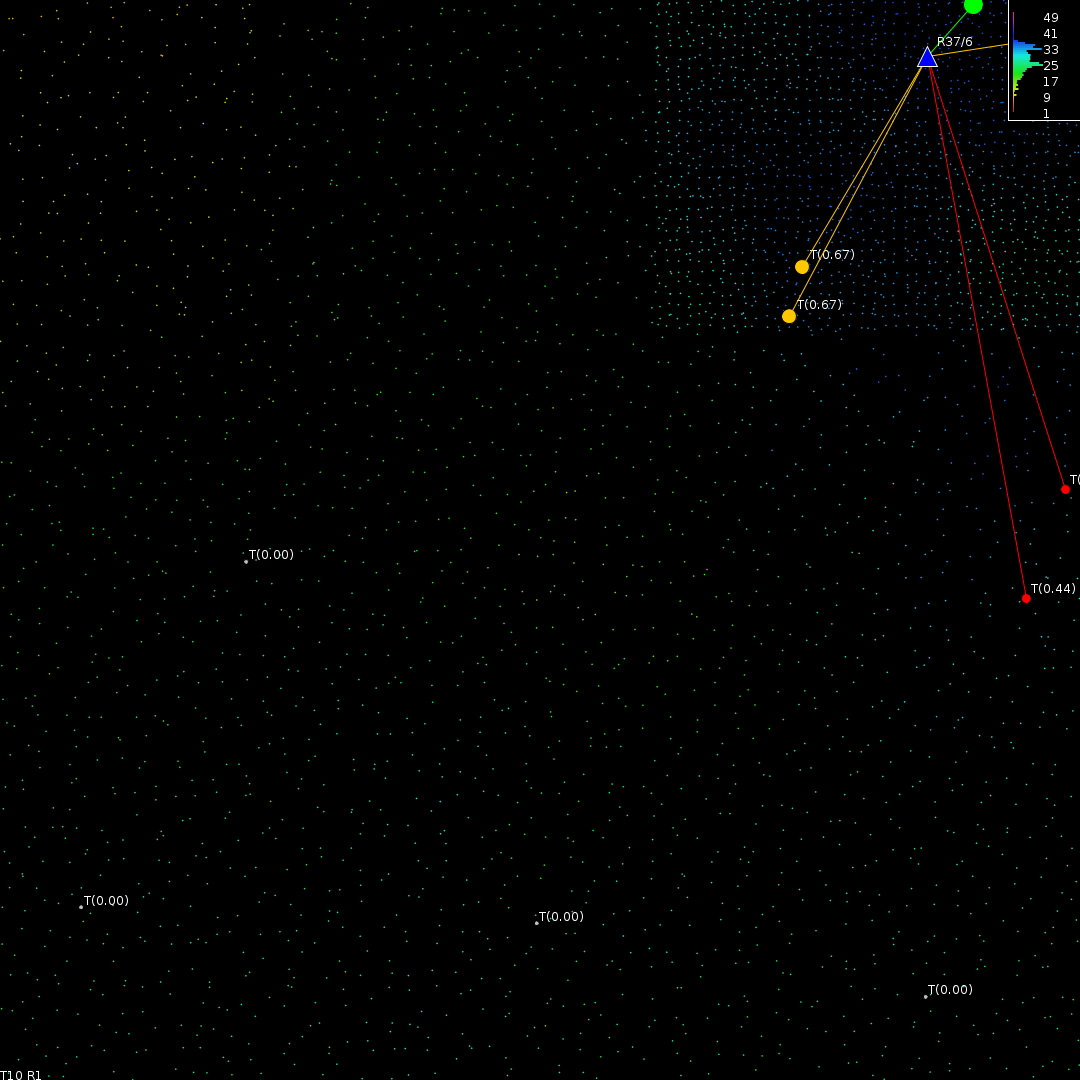 49
41
R37/6
33
25
17
9
1
T(0.67)
T(0.67)
T(
T(0.00)
T(0.44)
T(0.00)
T(0.00)
T(0.00)
T10 R1